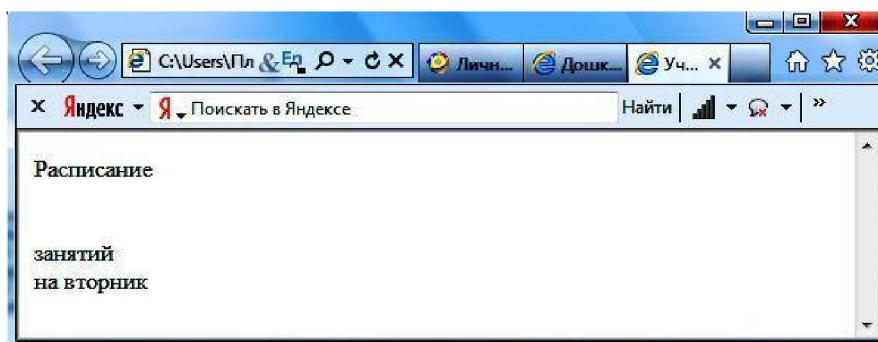 C:\Users\Пл
Личн... Дошк... Уч... ×
× Яндекс Я Поискать в Яндексе Найти »
Расписание
занятий
на вторник